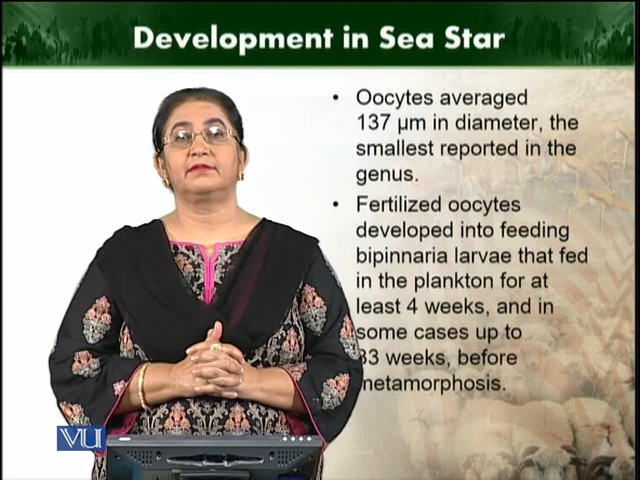 Development in Sea Star
• Oocytes averaged
137 µm in diameter, the
smallest reported in the
genus.
• Fertilized oocytes
developed into feeding
bipinnaria larvae that fed
in the plankton for at
least 4 weeks, and in
some cases up to
33 weeks, before
metamorphosis.
VU